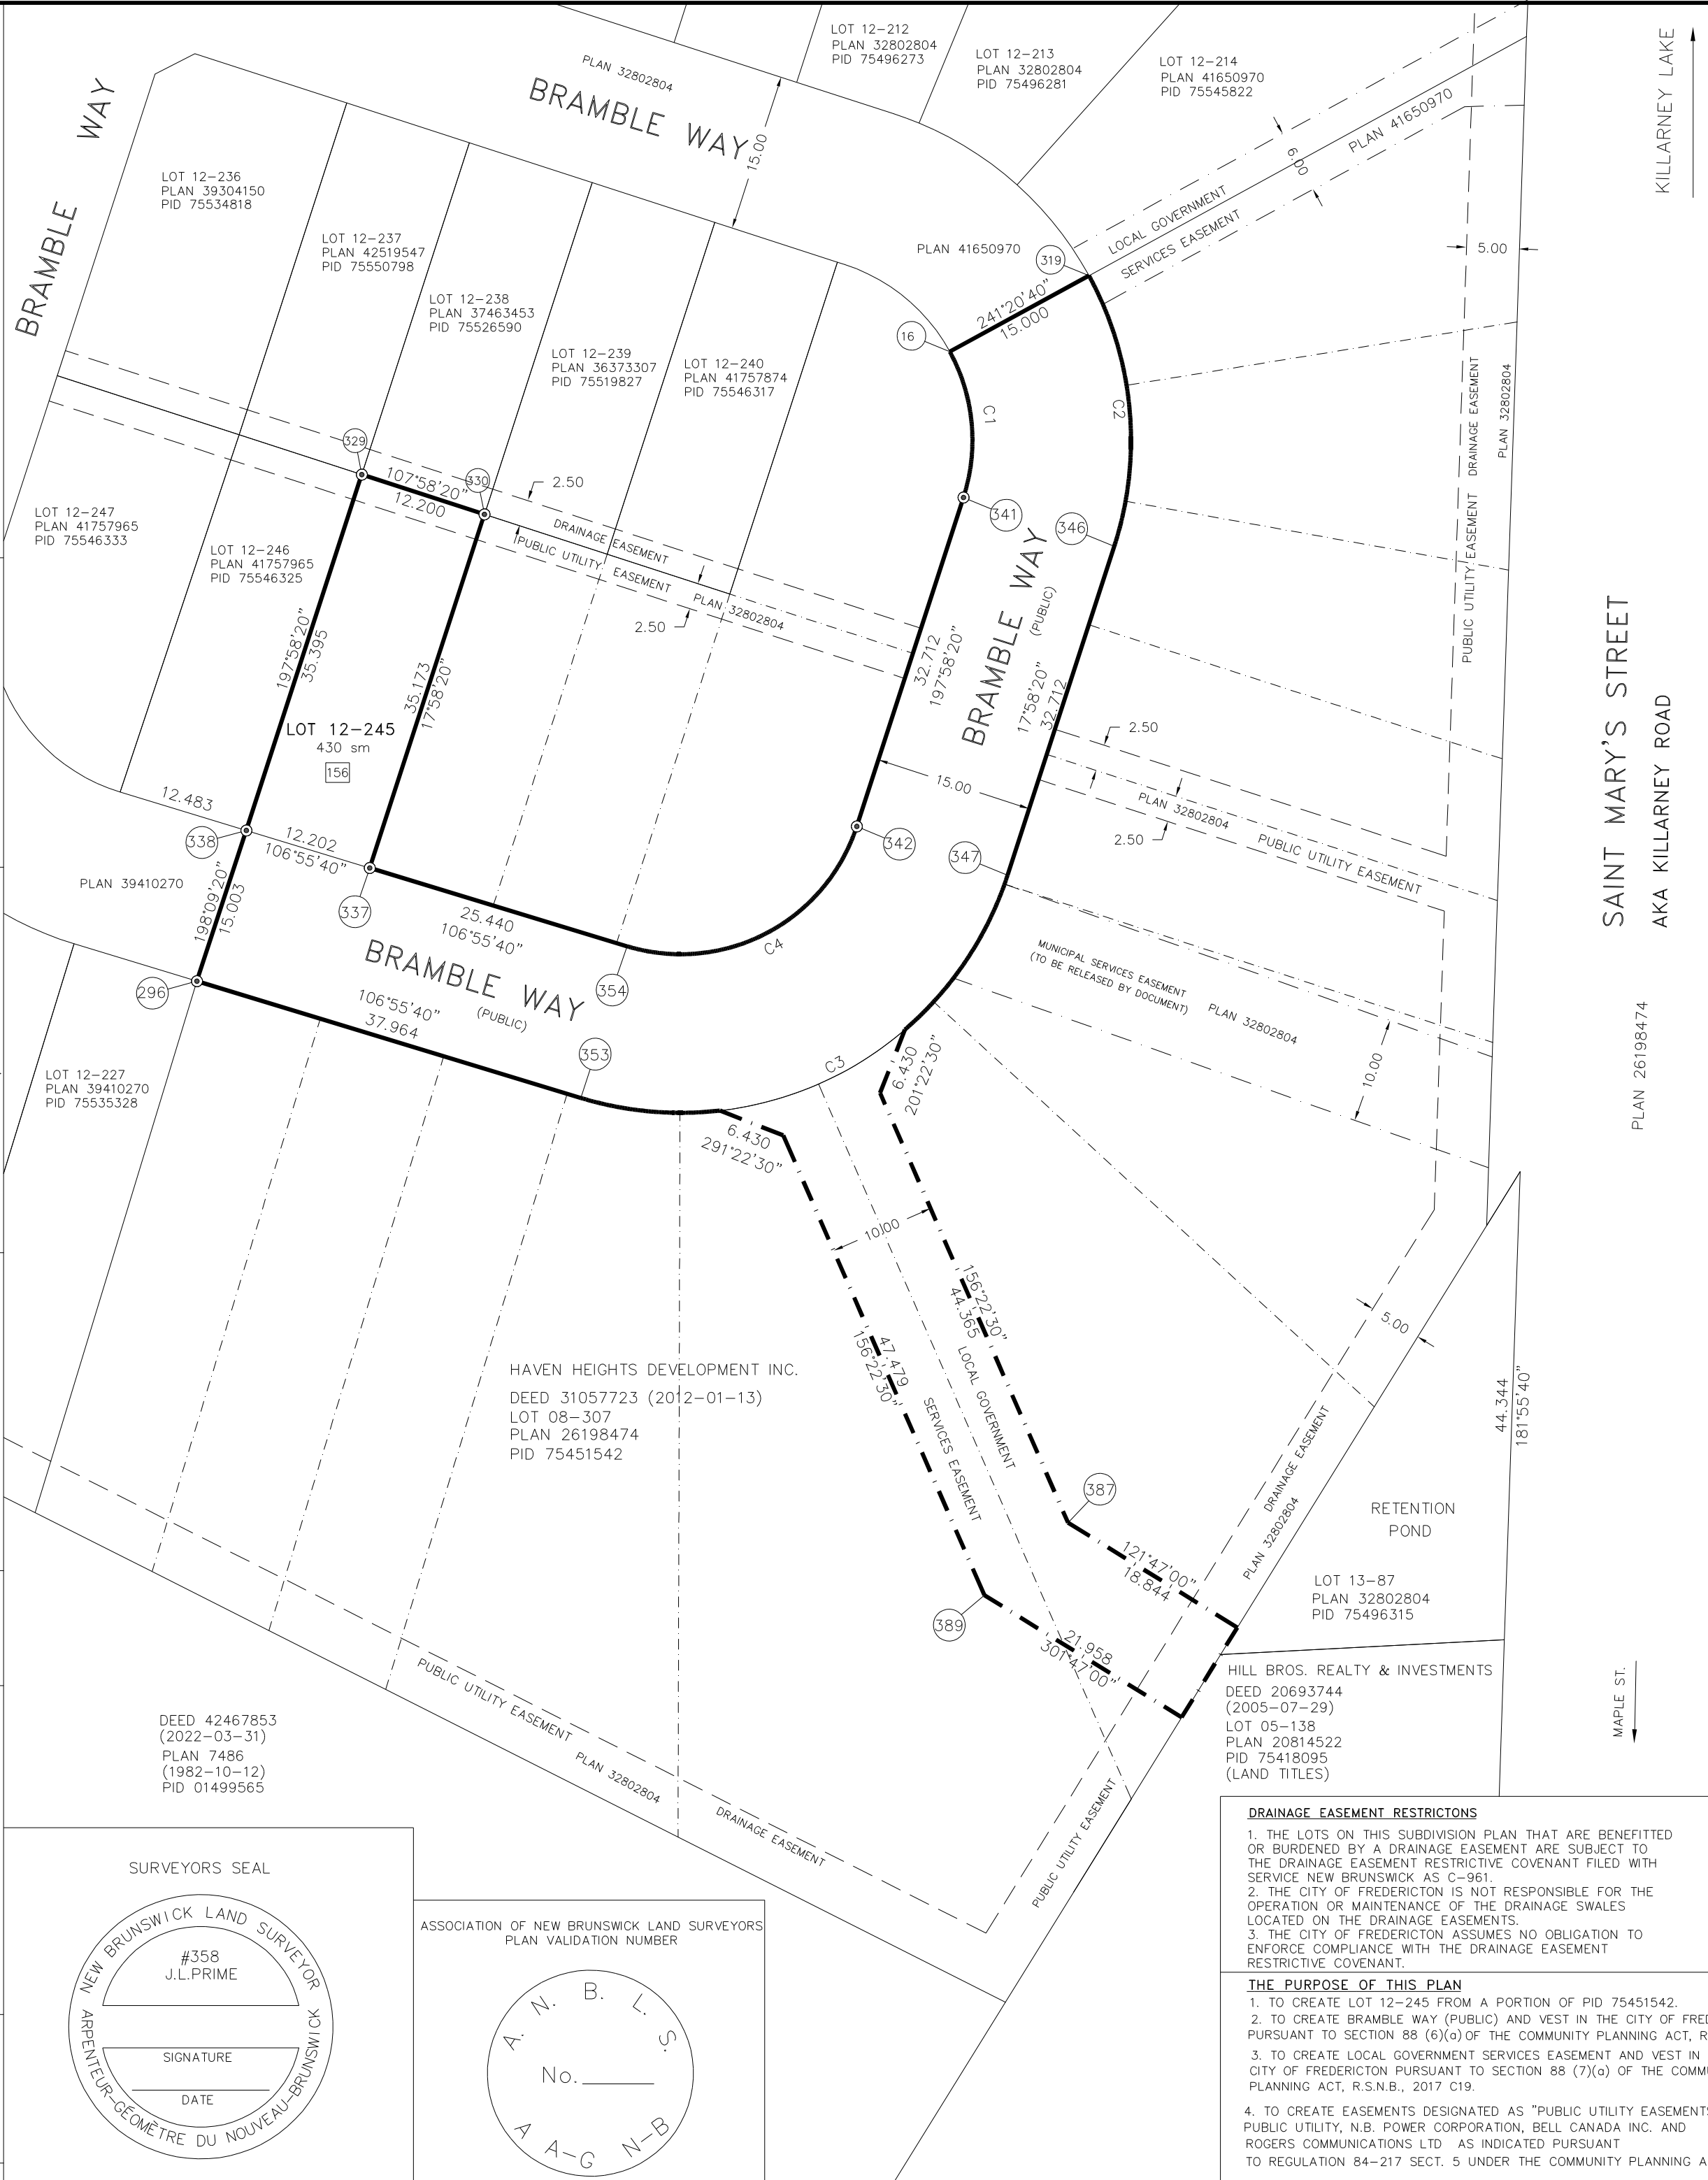 LOT 12-212
PLAN 32802804
PID 75496273
LOT 12-213
PLAN 32802804
PID 75496281
LOT 12-214
PLAN 41650970
PID 75545822
PLAN 32802804
BRAMBLE WAY
15.00
BRAMBLE WAY
KILLARNEY LAKE
PLAN 41650970
6.00
LOCAL GOVERNMENT
SERVICES EASEMENT
5.00
LOT 12-236
PLAN 39304150
PID 75534818
LOT 12-237
PLAN 42519547
PID 75550798
LOT 12-238
PLAN 37463453
PID 75526590
LOT 12-239
PLAN 36373307
PID 75519827
LOT 12-240
PLAN 41757874
PID 75546317
PLAN 41650970
319
241°20'40"
15.000
16
C1
C2
PUBLIC UTILITY EASEMENT DRAINAGE EASEMENT
PLAN 32802804
329
107°58'20"
12.200
330
2.50
DRAINAGE EASEMENT
PUBLIC UTILITY EASEMENT PLAN 32802804
2.50
341
346
LOT 12-247
PLAN 41757965
PID 75546333
LOT 12-246
PLAN 41757965
PID 75546325
197°58'20"
35.395
35.173
17°58'20"
LOT 12-245
430 sm
156
32.712
197°58'20"
BRAMBLE WAY
(PUBLIC)
17°58'20"
32.712
15.00
2.50
PLAN 32802804
2.50
PUBLIC UTILITY EASEMENT
SAINT MARY'S STREET
AKA KILLARNEY ROAD
PLAN 26198474
12.483
338
12.202
106°55'40"
337
342
347
PLAN 39410270
198°09'20"
15.003
25.440
106°55'40"
C4
354
BRAMBLE WAY
(PUBLIC)
296
106°55'40"
37.964
353
C3
MUNICIPAL SERVICES EASEMENT
(TO BE RELEASED BY DOCUMENT)
PLAN 32802804
10.00
LOT 12-227
PLAN 39410270
PID 75535328
6.430
201°22'30"
6.430
291°22'30"
10.00
156°22'30"
44.365
LOCAL GOVERNMENT
47.479
156°22'30"
SERVICES EASEMENT
5.00
44.344
181°55'40"
HAVEN HEIGHTS DEVELOPMENT INC.
DEED 31057723 (2012-01-13)
LOT 08-307
PLAN 26198474
PID 75451542
DRAINAGE EASEMENT
PLAN 32802804
387
RETENTION
POND
121°47'00"
18.844
LOT 13-87
PLAN 32802804
PID 75496315
389
21.958
301°47'00"
HILL BROS. REALTY & INVESTMENTS
DEED 20693744
(2005-07-29)
LOT 05-138
PLAN 20814522
PID 75418095
(LAND TITLES)
MAPLE ST.
PUBLIC UTILITY EASEMENT
PLAN 32802804
DRAINAGE EASEMENT
PUBLIC UTILITY EASEMENT
DEED 42467853
(2022-03-31)
PLAN 7486
(1982-10-12)
PID 01499565
SURVEYORS SEAL
NEW BRUNSWICK LAND SURVEYOR
#358
J.L.PRIME
SIGNATURE
DATE
ARPENTEUR-GÉOMÈTRE DU NOUVEAU-BRUNSWICK
ASSOCIATION OF NEW BRUNSWICK LAND SURVEYORS
PLAN VALIDATION NUMBER
A. N. B. L. S.
No.
A A-G N-B
DRAINAGE EASEMENT RESTRICTONS
1. THE LOTS ON THIS SUBDIVISION PLAN THAT ARE BENEFITTED
OR BURDENED BY A DRAINAGE EASEMENT ARE SUBJECT TO
THE DRAINAGE EASEMENT RESTRICTIVE COVENANT FILED WITH
SERVICE NEW BRUNSWICK AS C-961.
2. THE CITY OF FREDERICTON IS NOT RESPONSIBLE FOR THE
OPERATION OR MAINTENANCE OF THE DRAINAGE SWALES
LOCATED ON THE DRAINAGE EASEMENTS.
3. THE CITY OF FREDERICTON ASSUMES NO OBLIGATION TO
ENFORCE COMPLIANCE WITH THE DRAINAGE EASEMENT
RESTRICTIVE COVENANT.
THE PURPOSE OF THIS PLAN
1. TO CREATE LOT 12-245 FROM A PORTION OF PID 75451542.
2. TO CREATE BRAMBLE WAY (PUBLIC) AND VEST IN THE CITY OF FRE
PURSUANT TO SECTION 88 (6)(a) OF THE COMMUNITY PLANNING ACT, R
3. TO CREATE LOCAL GOVERNMENT SERVICES EASEMENT AND VEST IN
CITY OF FREDERICTON PURSUANT TO SECTION 88 (7)(a) OF THE COMM
PLANNING ACT, R.S.N.B., 2017 C19.
4. TO CREATE EASEMENTS DESIGNATED AS "PUBLIC UTILITY EASEMENT
PUBLIC UTILITY, N.B. POWER CORPORATION, BELL CANADA INC. AND
ROGERS COMMUNICATIONS LTD AS INDICATED PURSUANT
TO REGULATION 84-217 SECT. 5 UNDER THE COMMUNITY PLANNING A